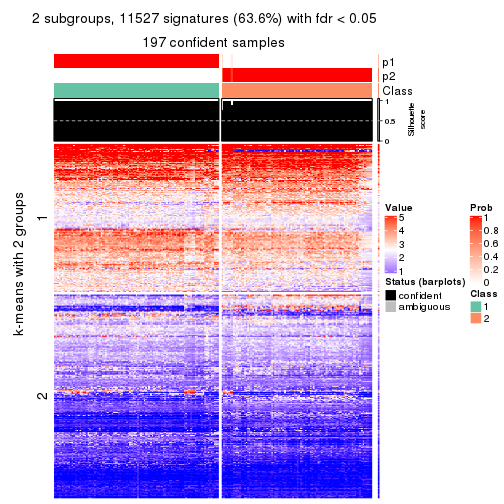 2 subgroups, 11527 signatures (63.6%) with fdr < 0.05
197 confident samples
p1
p2
Class
1
0.5
0
Silhouette
score
k-means with 2 groups
1
2
Value
5
4
3
2
1
Prob
1
0.8
0.6
0.4
0.2
0
Status (barplots)
confident
ambiguous
Class
1
2